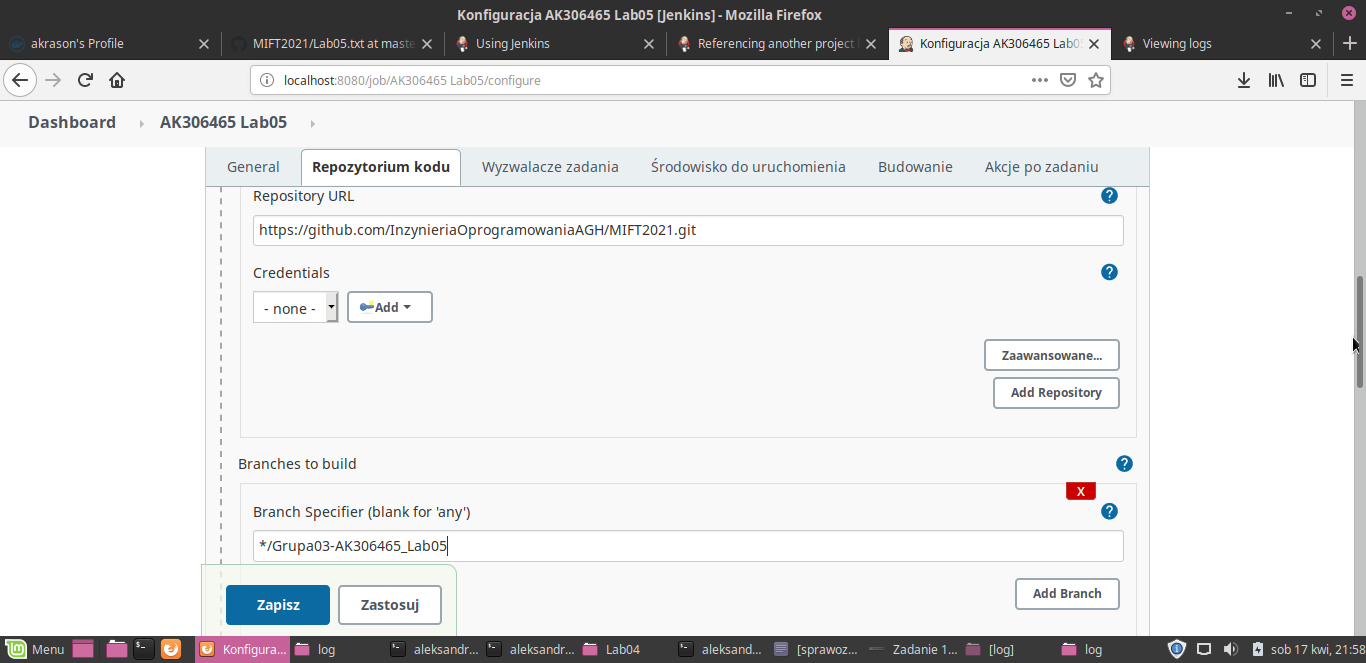 Konfiguracja AK306465 Lab05 [Jenkins] - Mozilla Firefox
akrason's Profile
MIFT2021/Lab05.txt at maste
Using Jenkins
Referencing another project
Konfiguracja AK306465 Lab05
Viewing logs
localhost:8080/job/AK306465 Lab05/configure
Dashboard
AK306465 Lab05
General
Repozytorium kodu
Wyzwalacze zadania
Środowisko do uruchomienia
Budowanie
Akcje po zadaniu
Repository URL
?
https://github.com/InzynieriaOprogramowaniaAGH/MIFT2021.git
Credentials
?
- none -
Add
Zaawansowane...
Add Repository
Branches to build
?
X
Branch Specifier (blank for 'any')
?
*/Grupa03-AK306465_Lab05
Add Branch
Zapisz
Zastosuj
Menu
Konfigura...
log
aleksandr...
aleksandr...
Lab04
aleksand...
[sprawoz...
Zadanie 1...
[log]
log
sob 17 kwi, 21:58